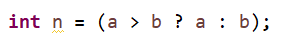 int n = (a > b ? a : b);